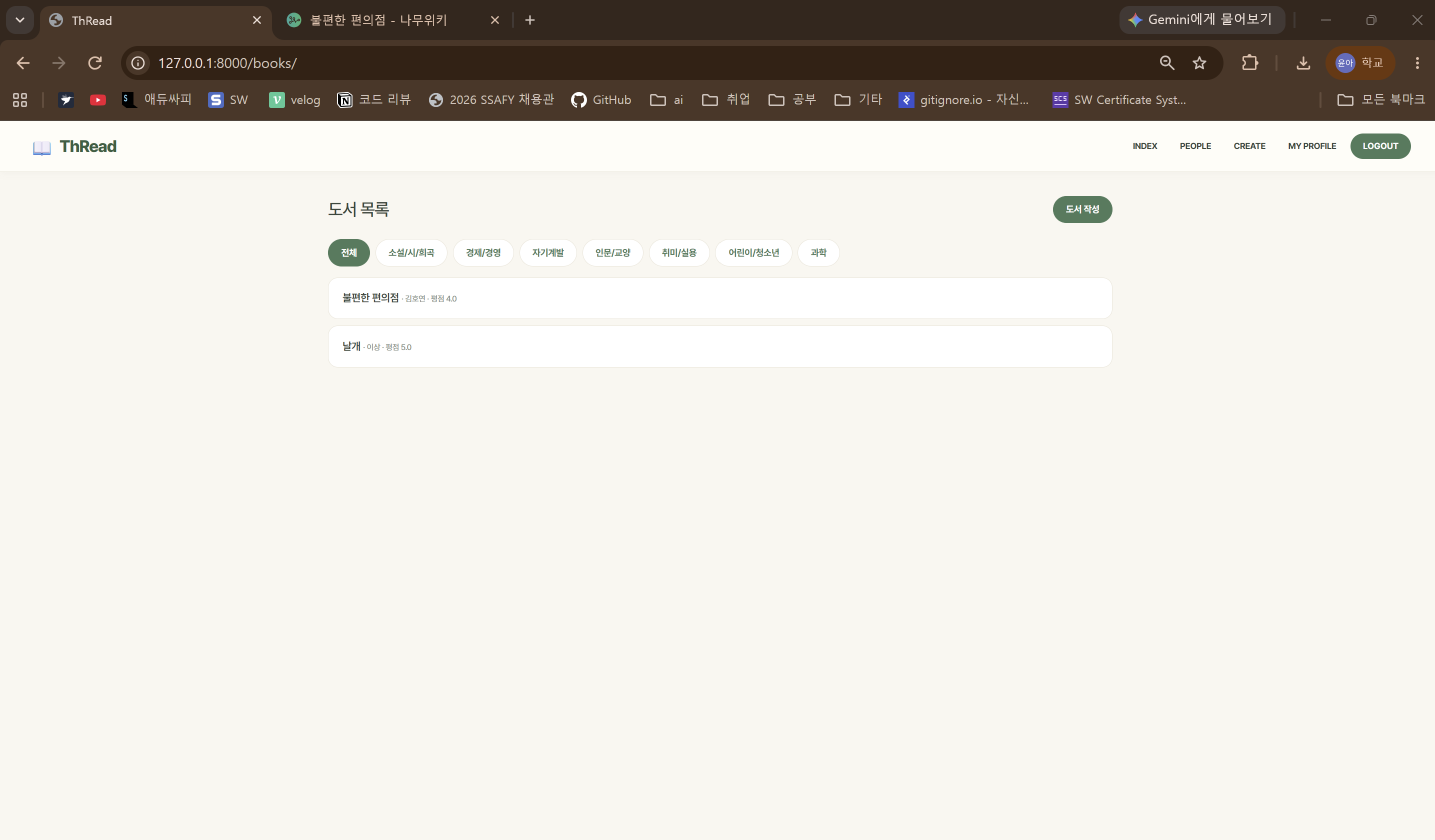 ThRead
불편한 편의점 - 나무위키
Gemini에게 물어보기
127.0.0.1:8000/books/
윤아 학교
애듀싸피
SW
velog
코드 리뷰
2026 SSAFY 채용관
GitHub
ai
취업
공부
기타
gitignore.io - 자신...
SCS
SW Certificate Syst...
모든 북마크
ThRead
INDEX
PEOPLE
CREATE
MY PROFILE
LOGOUT
도서 목록
도서 작성
전체
소설/시/희곡
경제/경영
자기계발
인문/교양
취미/실용
어린이/청소년
과학
불편한 편의점 · 김호연 · 평점 4.0
날개 · 이상 · 평점 5.0